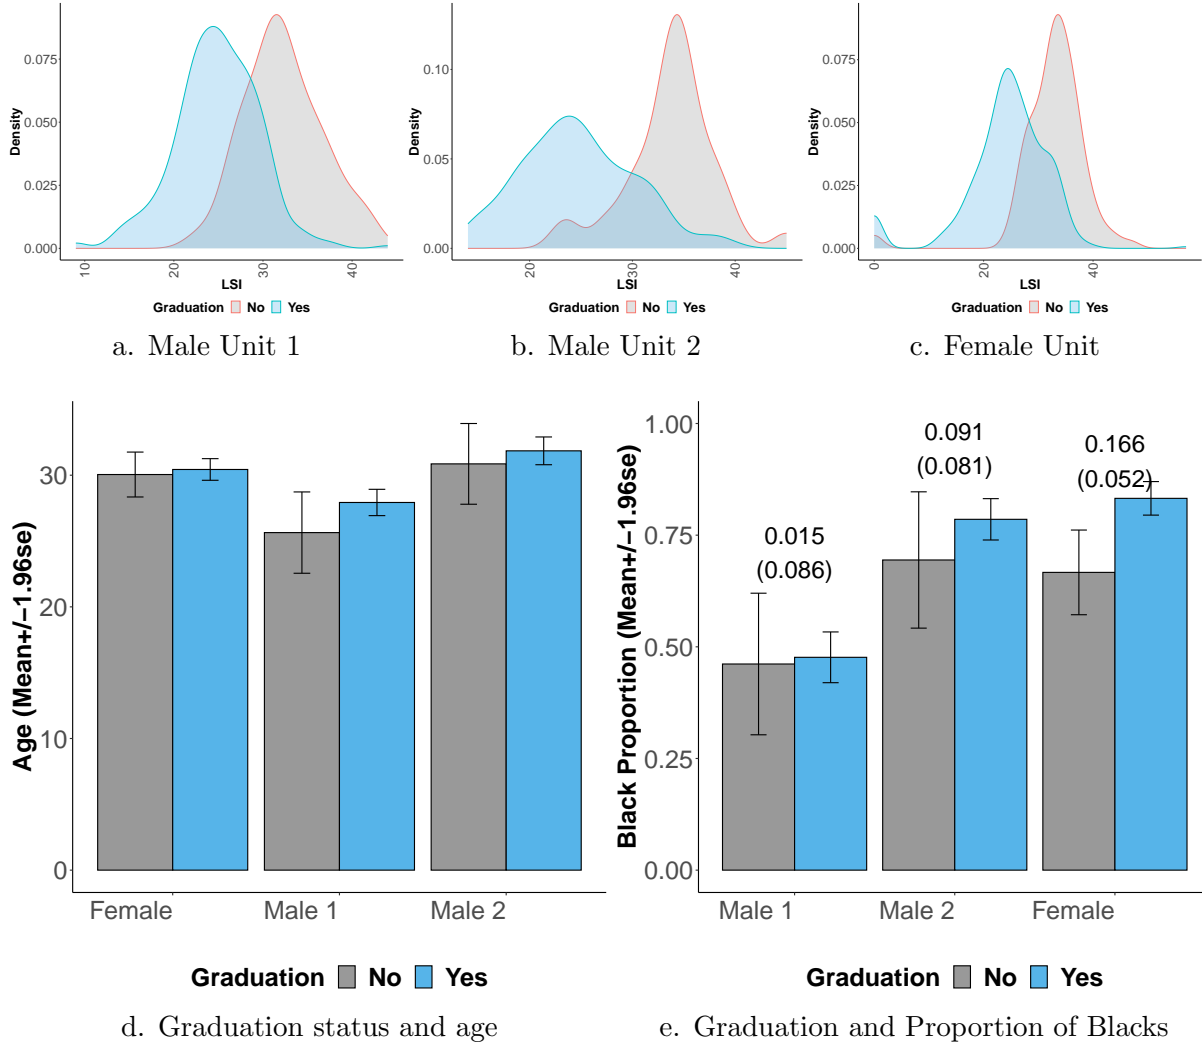 Density
0.075
0.050
0.025
0.000
10
20
30
40
LSI
Graduation No Yes
a. Male Unit 1
Density
0.10
0.05
0.00
20
30
40
LSI
Graduation No Yes
b. Male Unit 2
Density
0.075
0.050
0.025
0.000
0
20
40
LSI
Graduation No Yes
c. Female Unit
Age (Mean+/−1.96se)
30
20
10
0
Female Male 1 Male 2
Graduation No Yes
d. Graduation status and age
Black Proportion (Mean+/−1.96se)
1.00
0.75
0.50
0.25
0.00
0.015
(0.086)
0.091
(0.081)
0.166
(0.052)
Male 1 Male 2 Female
Graduation No Yes
e. Graduation and Proportion of Blacks